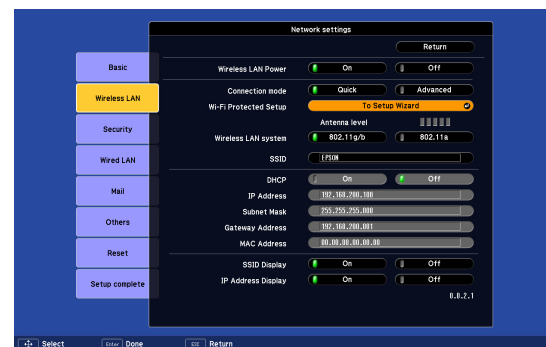 Network settings
Return
Basic
Wireless LAN
Security
Wired LAN
Mail
Others
Reset
Setup complete
Wireless LAN Power On Off
Connection mode Quick Advanced
Wi-Fi Protected Setup To Setup Wizard
Antenna level
Wireless LAN system 802.11g/b 802.11a
SSID EPSON
DHCP On Off
IP Address 192.168.200.100
Subnet Mask 255.255.255.000
Gateway Address 192.168.200.001
MAC Address 00.00.00.00.00.00
SSID Display On Off
IP Address Display On Off
0.0.2.1
Select Enter Done ESC Return